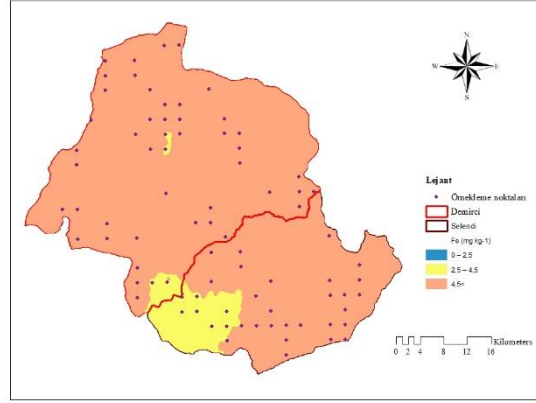 N
W E
S
Lejant
Örnekleme noktaları
Demirci
Selendi
Fe (mg kg-1)
0 – 2,5
2,5 – 4,5
4,5<
Kilometers
0 2 4 8 12 16